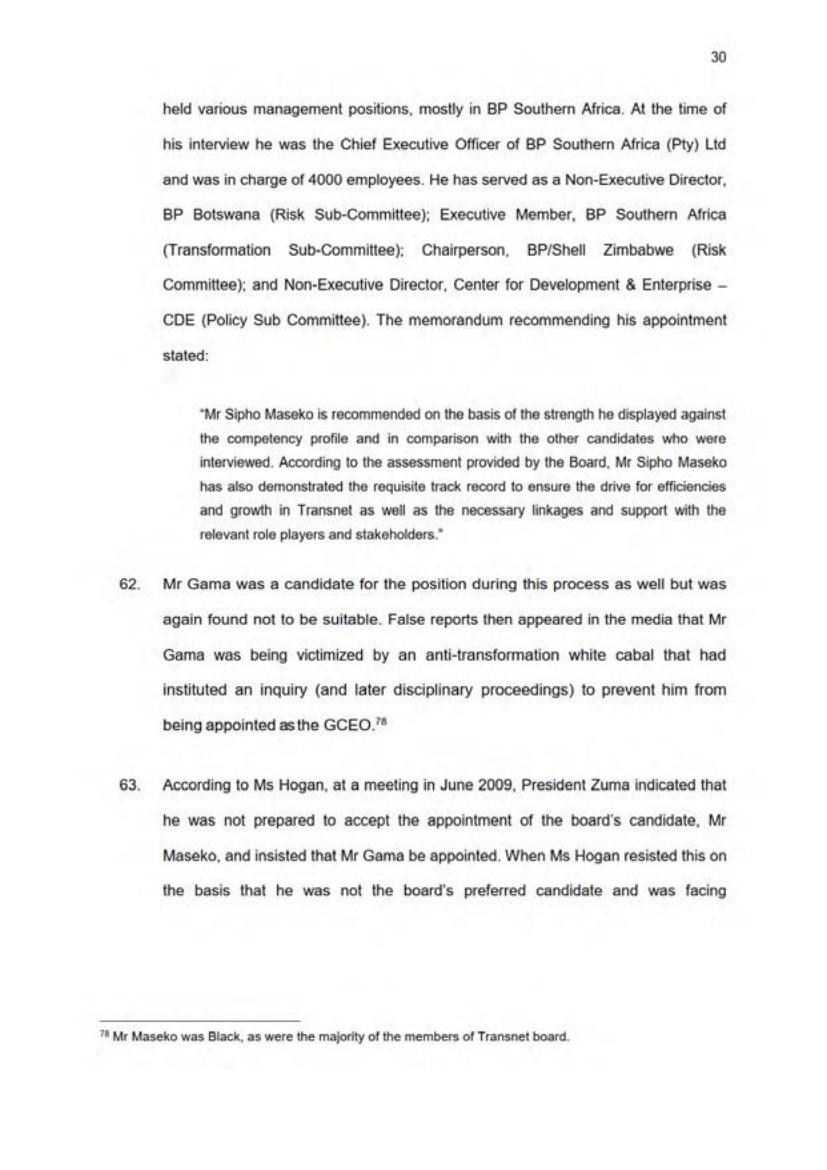 30
held various management positions, mostly in BP Southern Africa. At the time of
his interview he was the Chief Executive Officer of BP Southern Africa (Pty) Ltd
and was in charge of 4000 employees. He has served as a Non-Executive Director,
BP Botswana (Risk Sub-Committee); Executive Member, BP Southern Africa
(Transformation Sub-Committee); Chairperson, BP/Shell Zimbabwe (Risk
Committee); and Non-Executive Director, Center for Development & Enterprise –
CDE (Policy Sub Committee). The memorandum recommending his appointment
stated:
"Mr Sipho Maseko is recommended on the basis of the strength he displayed against
the competency profile and in comparison with the other candidates who were
interviewed. According to the assessment provided by the Board, Mr Sipho Maseko
has also demonstrated the requisite track record to ensure the drive for efficiencies
and growth in Transnet as well as the necessary linkages and support with the
relevant role players and stakeholders."
62. Mr Gama was a candidate for the position during this process as well but was
again found not to be suitable. False reports then appeared in the media that Mr
Gama was being victimized by an anti-transformation white cabal that had
instituted an inquiry (and later disciplinary proceedings) to prevent him from
being appointed as the GCEO.78
63. According to Ms Hogan, at a meeting in June 2009, President Zuma indicated that
he was not prepared to accept the appointment of the board's candidate, Mr
Maseko, and insisted that Mr Gama be appointed. When Ms Hogan resisted this on
the basis that he was not the board's preferred candidate and was facing
78 Mr Maseko was Black, as were the majority of the members of Transnet board.